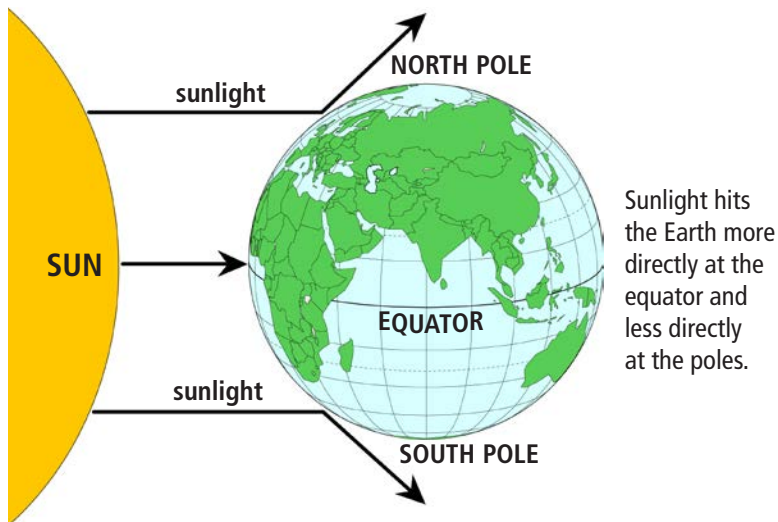 NORTH POLE
sunlight
SUN
EQUATOR
sunlight
SOUTH POLE
Sunlight hits
the Earth more
directly at the
equator and
less directly
at the poles.